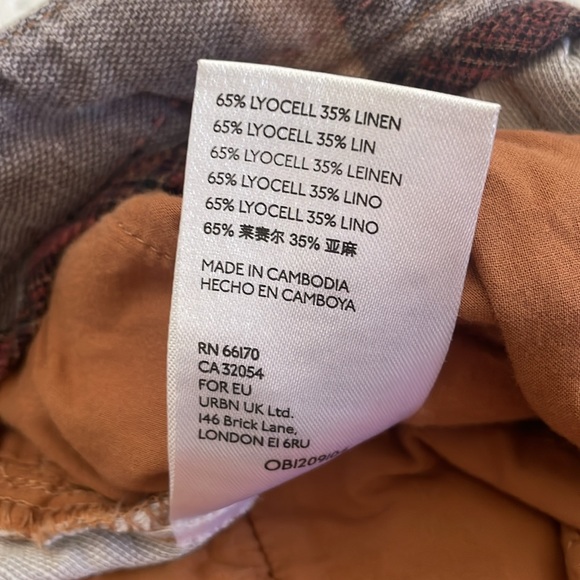 65% LYOCELL 35% LINEN
65% LYOCELL 35% LIN
65% LYOCELL 35% LEINEN
65% LYOCELL 35% LINO
65% LYOCELL 35% LINO
65% 莱赛尔 35% 亚麻
MADE IN CAMBODIA
HECHO EN CAMBOYA
RN 66170
CA 32054
FOR EU
URBN UK Ltd.
146 Brick Lane,
LONDON E1 6RU